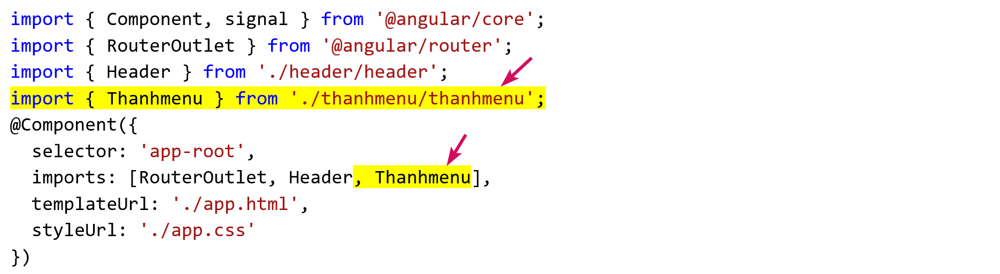 import { Component, signal } from '@angular/core';
import { RouterOutlet } from '@angular/router';
import { Header } from './header/header';
import { Thanhmenu } from './thanhmenu/thanhmenu';
@Component({
  selector: 'app-root',
  imports: [RouterOutlet, Header, Thanhmenu],
  templateUrl: './app.html',
  styleUrl: './app.css'
})